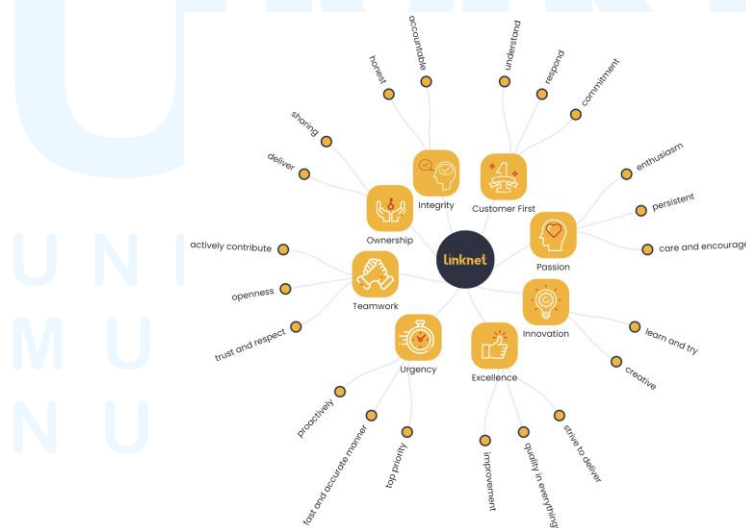 accountable
honest
understand
respond
commitment
sharing
deliver
enthusiasm
persistent
care and encourage
Integrity
Customer First
Ownership
linknet
Passion
actively contribute
openness
trust and respect
Teamwork
Innovation
learn and try
creative
Urgency
Excellence
proactively
fast and accurate manner
top priority
improvement
quality in everything
strive to deliver
U N I
M U
N U